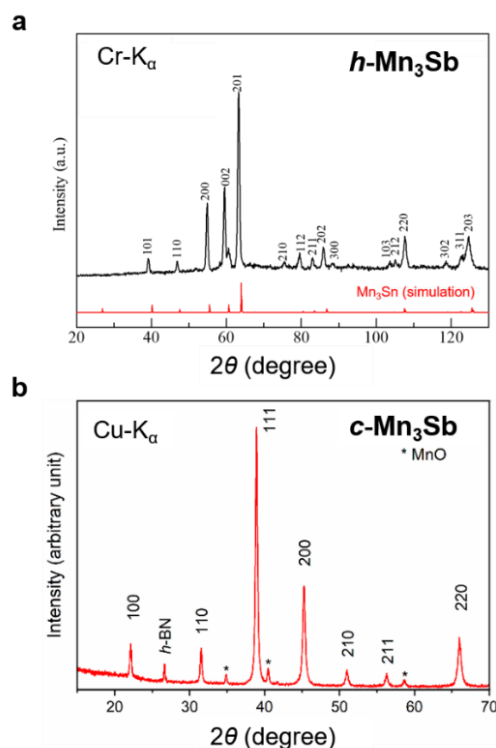 a
Cr-Kα
h-Mn₃Sb
Intensity (a.u.)
101
110
200
002
201
210
112
211
202
300
103
212
220
302
311
203
Mn₃Sn (simulation)
20 40 60 80 100 120
2θ (degree)
b
Cu-Kα
c-Mn₃Sb
* MnO
Intensity (arbitrary unit)
100
h-BN
110
*
111
*
200
210
211
*
220
20 30 40 50 60 70
2θ (degree)